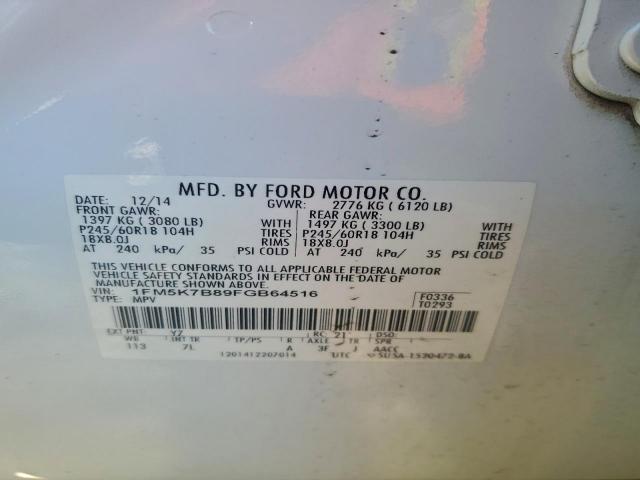 MFD. BY FORD MOTOR CO.
DATE: 12/14 GVWR: 2776 KG ( 6120 LB)
FRONT GAWR: REAR GAWR:
1397 KG ( 3080 LB) WITH 1497 KG ( 3300 LB) WITH
P245/60R18 104H TIRES P245/60R18 104H TIRES
18X8.0J RIMS 18X8.0J RIMS
AT 240 kPa/ 35 PSI COLD AT 240 kPa/ 35 PSI COLD
THIS VEHICLE CONFORMS TO ALL APPLICABLE FEDERAL MOTOR
VEHICLE SAFETY STANDARDS IN EFFECT ON THE DATE OF
MANUFACTURE SHOWN ABOVE.
VIN: 1FM5K7B89FGB64516 F0336
TYPE: MPV T0293
EXT PNT: YZ RC: 21 DSO:
WB INT TR TP/PS R AXLE TR SPR
113 7L A 3F J AACC
1201412207014 UTC